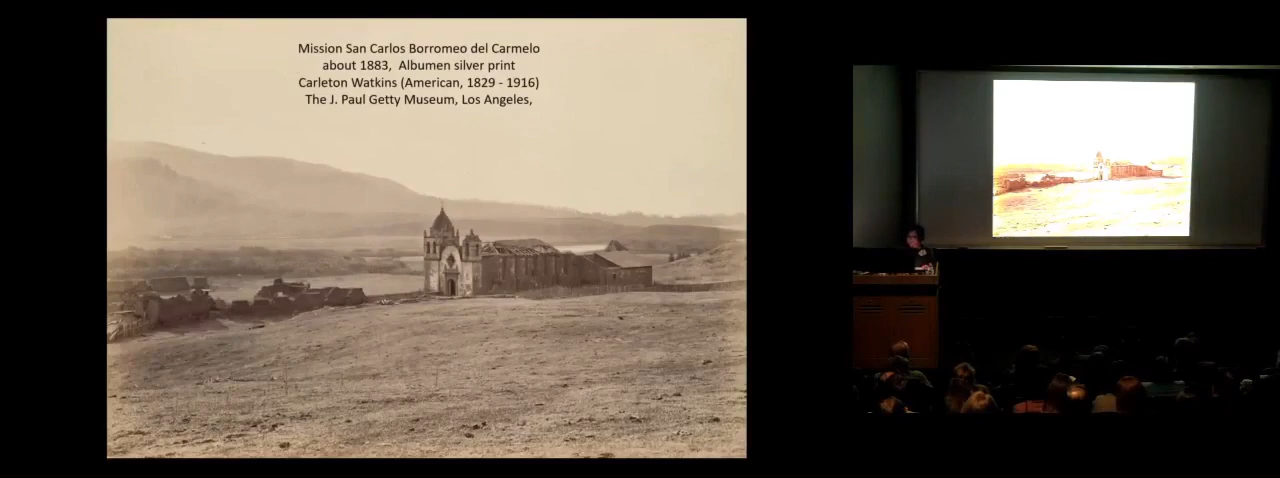 Mission San Carlos Borromeo del Carmelo
about 1883, Albumen silver print
Carleton Watkins (American, 1829 - 1916)
The J. Paul Getty Museum, Los Angeles,